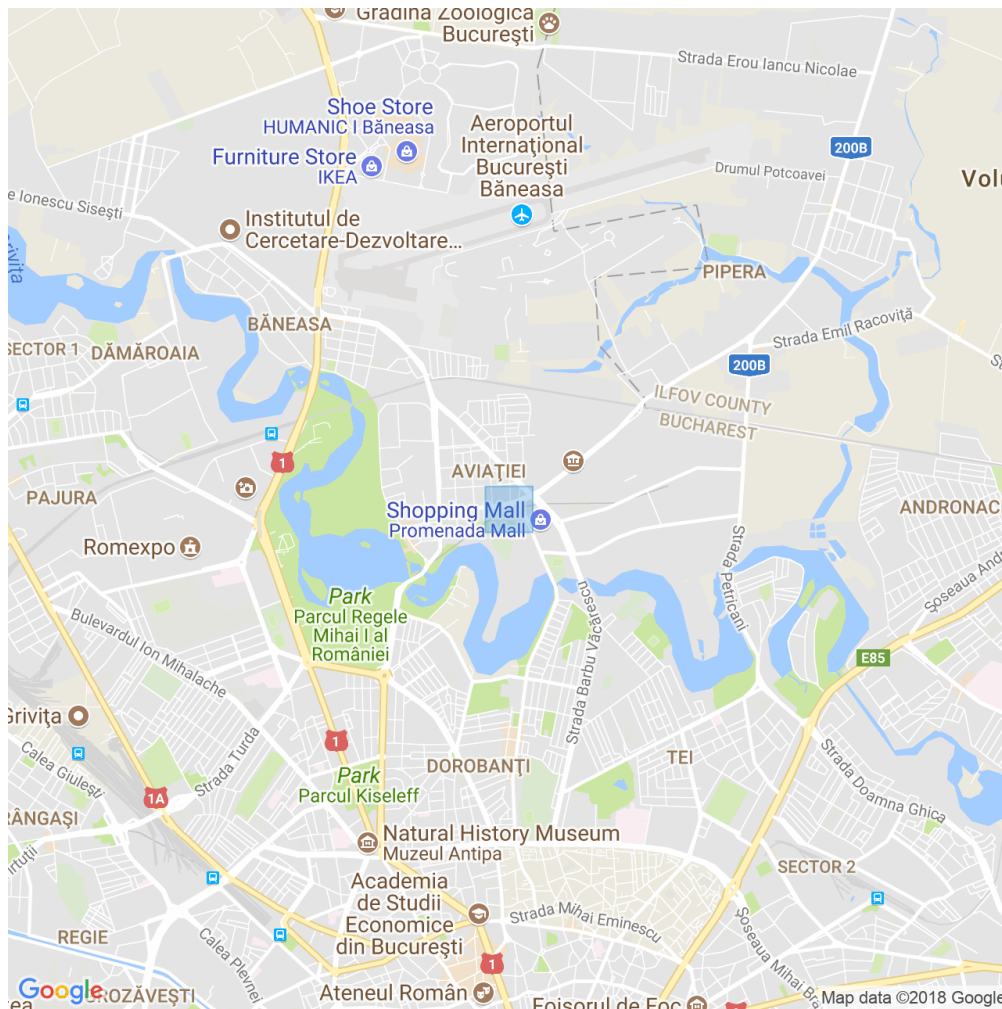 Grădina Zoologică
București
Strada Erou Iancu Nicolae
Shoe Store
HUMANIC I Băneasa
Furniture Store
IKEA
Aeroportul
Internațional
București
Băneasa
200B
Drumul Potcoavei
Volu
e Ionescu Sisești
Institutul de
Cercetare-Dezvoltare...
Grivița
PIPERA
BĂNEASA
Strada Emil Racoviță
SECTOR 1
DĂMĂROAIA
200B
ILFOV COUNTY
BUCHAREST
1
AVIAȚIEI
PAJURA
Shopping Mall
Promenada Mall
ANDRONACH
Romexpo
Strada Petricani
Șoseaua Andr
Park
Parcul Regele
Mihai I al
României
Strada Barbu Văcărescu
Bulevardul Ion Mihalache
E85
Grivița
1
Calea Giulești
Strada Turda
DOROBANȚI
TEI
Park
Parcul Kiseleff
1A
Strada Doamna Ghica
RÂNGAȘI
Natural History Museum
Muzeul Antipa
SECTOR 2
Academia
de Studii
Economice
din București
Strada Mihai Eminescu
Șoseaua Mihai Bra
REGIE
Calea Plevnei
1
Google
ROZĂVEȘTI
Ateneul Român
Foișorul de Foc
Map data ©2018 Google